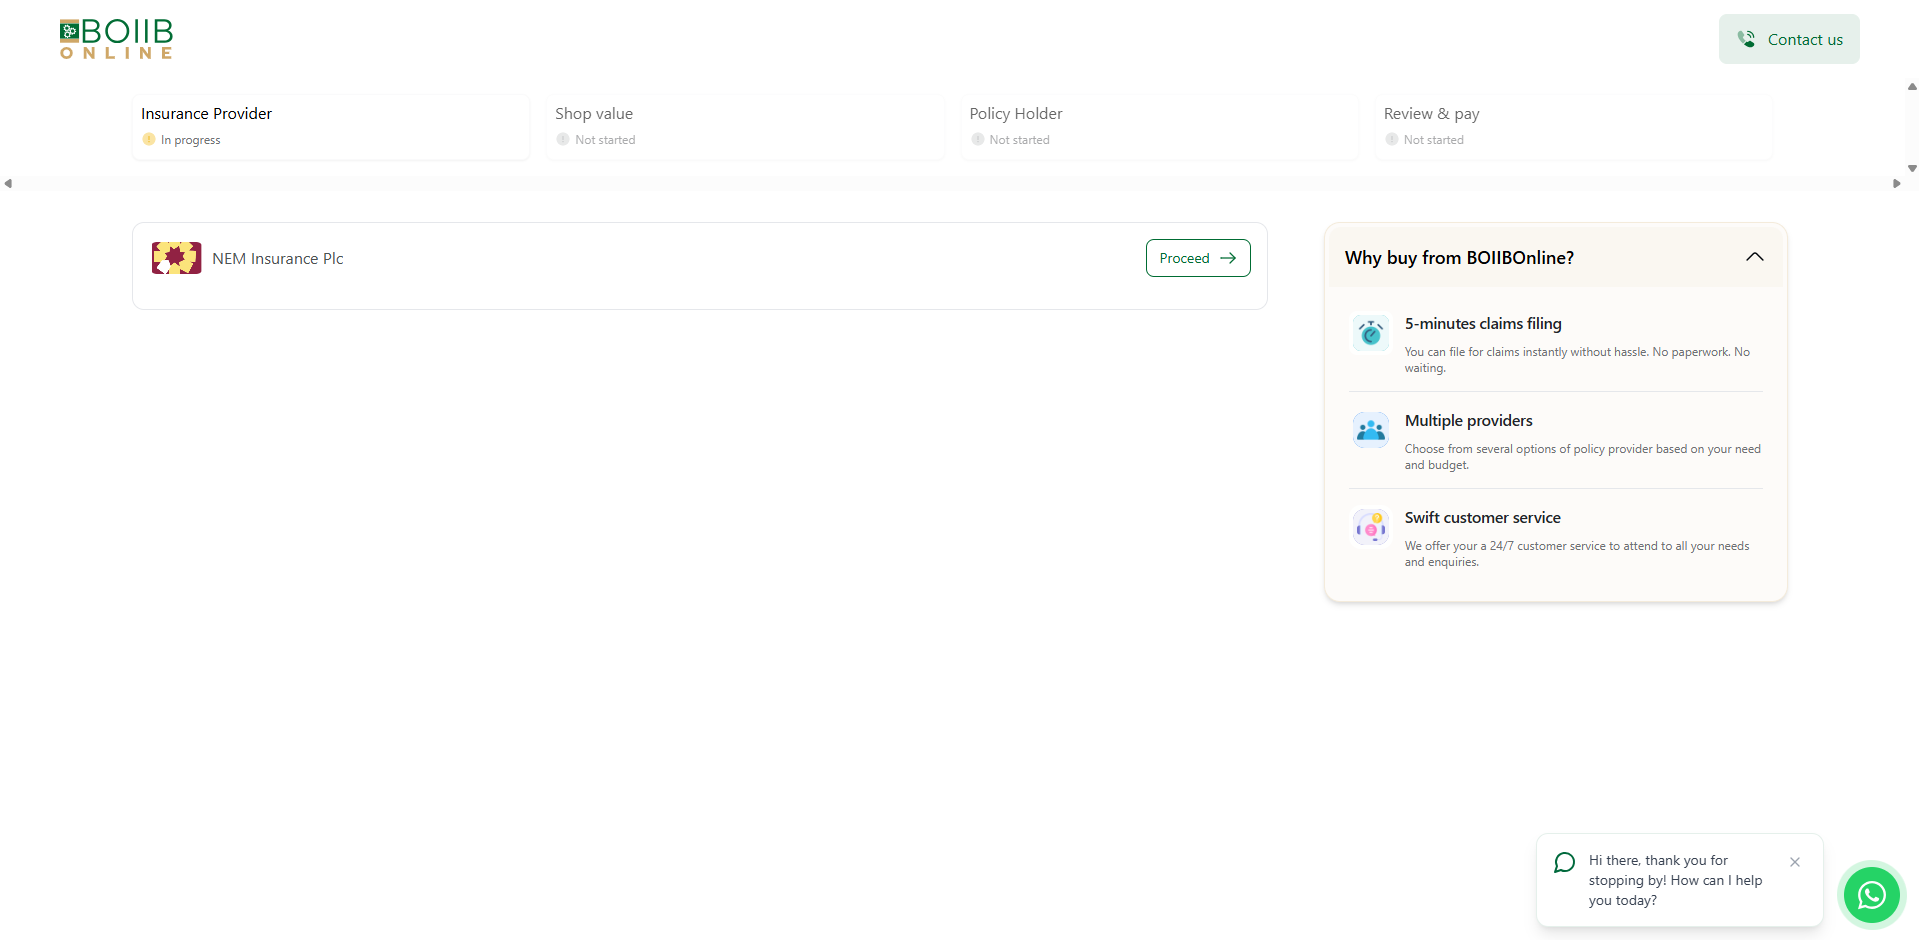 BOIIB
ONLINE
Contact us
Insurance Provider
In progress
Shop value
Not started
Policy Holder
Not started
Review & pay
Not started
NEM Insurance Plc
Proceed
Why buy from BOIIBOnline?
5-minutes claims filing
You can file for claims instantly without hassle. No paperwork. No
waiting.
Multiple providers
Choose from several options of policy provider based on your need
and budget.
Swift customer service
We offer your a 24/7 customer service to attend to all your needs
and enquiries.
Hi there, thank you for
stopping by! How can I help
you today?